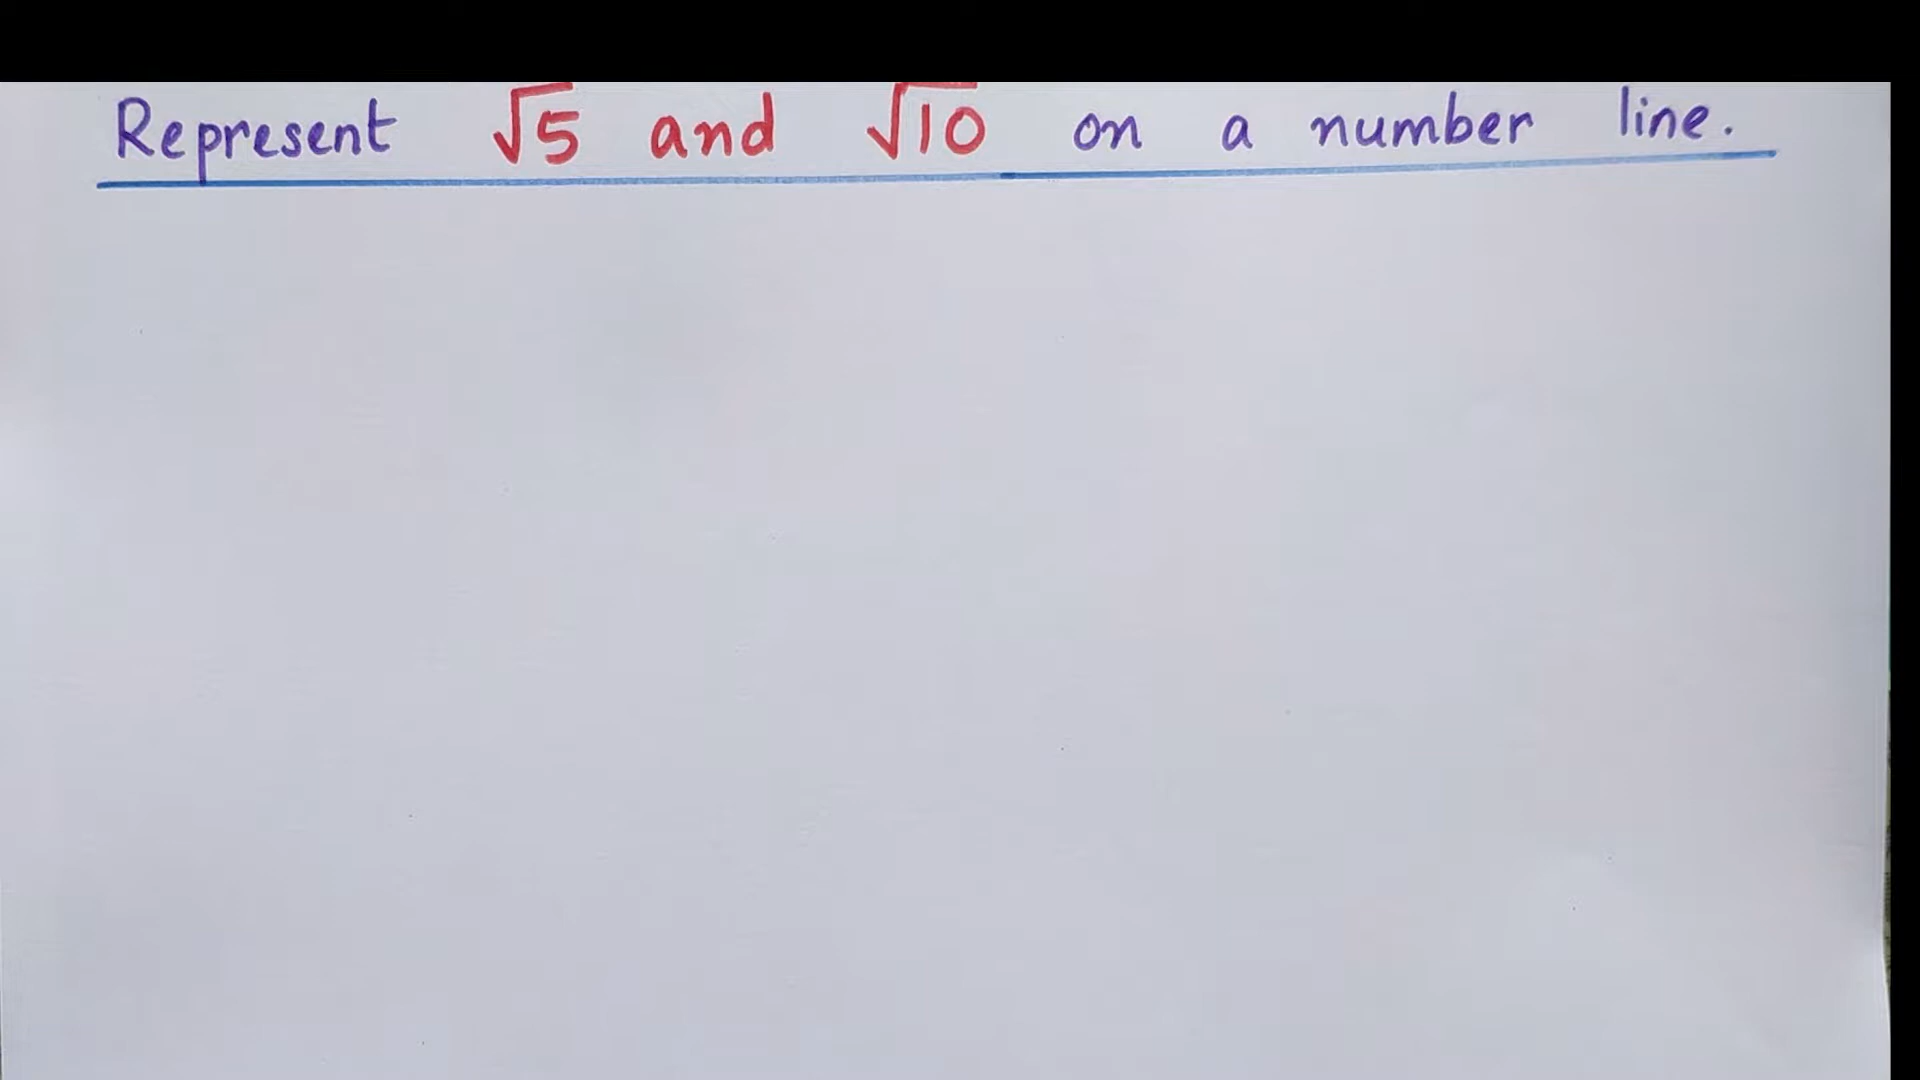 Represent √5 and √10 on a number line.